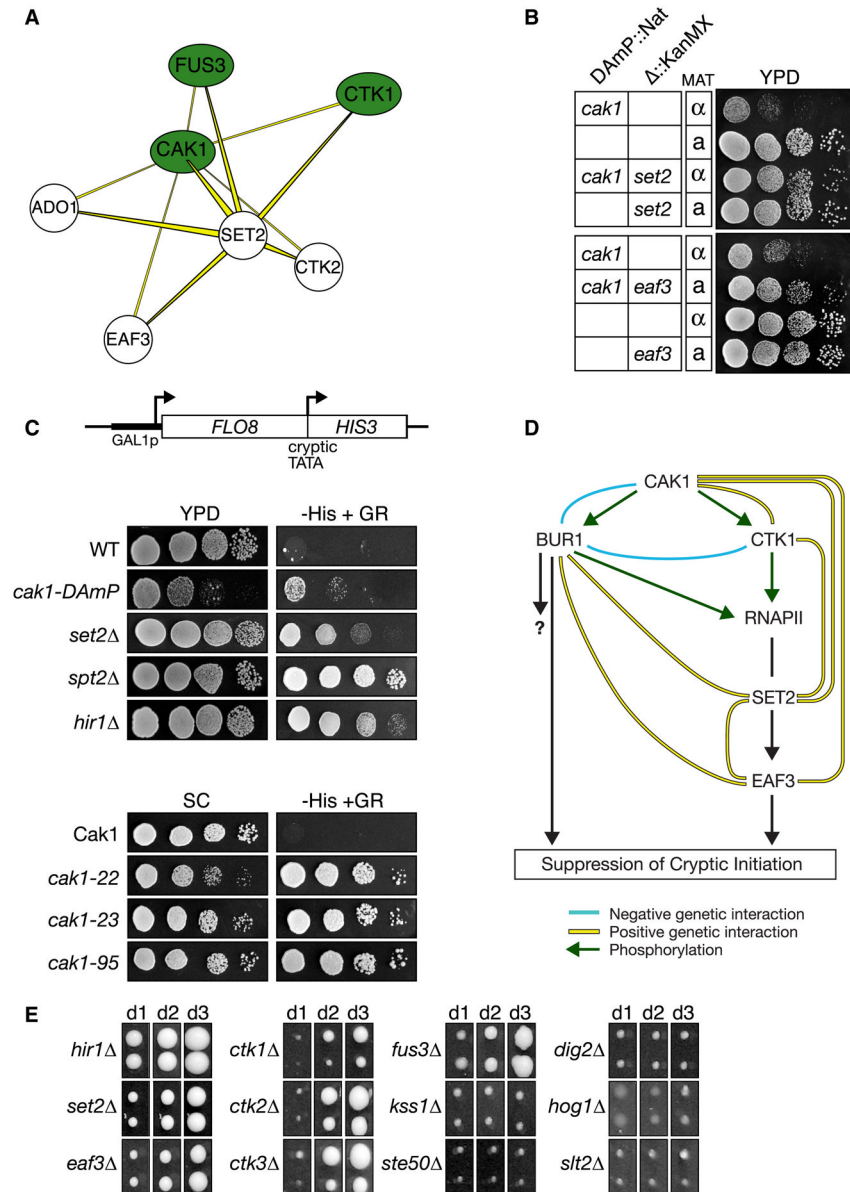 A
FUS3
CTK1
CAK1
ADO1
SET2
CTK2
EAF3
B
DAmP::Nat
Δ::KanMX
MAT
YPD
cak1 α
a
cak1 set2 α
set2 a
cak1 α
cak1 eaf3 a
α
eaf3 a
C
GAL1p
FLO8
HIS3
cryptic
TATA
YPD -His + GR
WT
cak1-DAmP
set2Δ
spt2Δ
hir1Δ
SC -His +GR
Cak1
cak1-22
cak1-23
cak1-95
D
CAK1
BUR1
CTK1
?
RNAPII
SET2
EAF3
Suppression of Cryptic Initiation
Negative genetic interaction
Positive genetic interaction
Phosphorylation
E
d1 d2 d3 d1 d2 d3 d1 d2 d3 d1 d2 d3
hir1Δ ctk1Δ fus3Δ dig2Δ
set2Δ ctk2Δ kss1Δ hog1Δ
eaf3Δ ctk3Δ ste50Δ slt2Δ